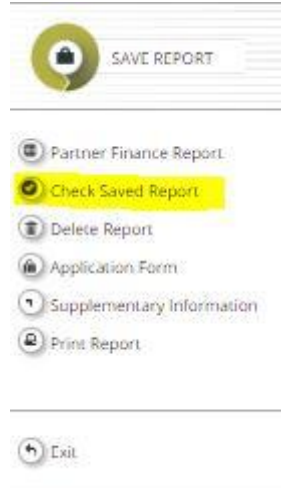 SAVE REPORT
Partner Finance Report
Check Saved Report
Delete Report
Application Form
Supplementary Information
Print Report
Exit